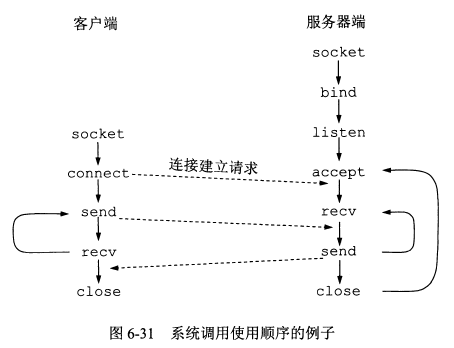 客户端
服务器端
socket
bind
listen
socket
connect
连接建立请求
accept
send
recv
recv
send
close
close
图 6-31 系统调用使用顺序的例子